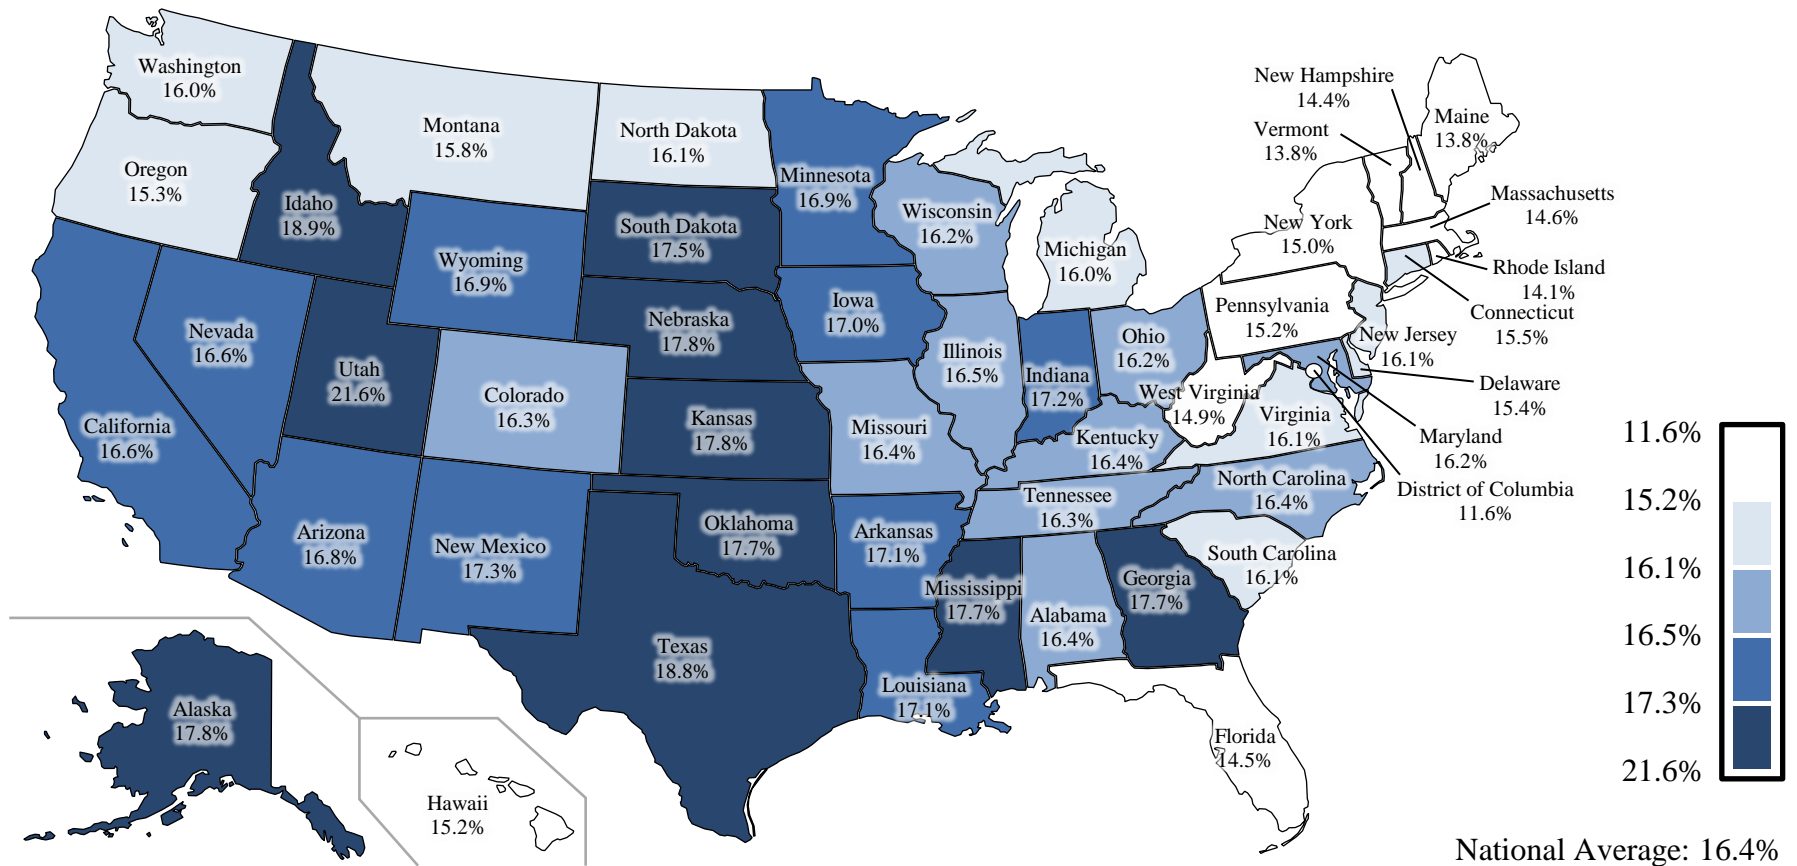 Washington
16.0%
Oregon
15.3%
Idaho
18.9%
Montana
15.8%
North Dakota
16.1%
South Dakota
17.5%
Minnesota
16.9%
Wisconsin
16.2%
Michigan
16.0%
New Hampshire
14.4%
Vermont
13.8%
Maine
13.8%
Massachusetts
14.6%
New York
15.0%
Rhode Island
14.1%
Connecticut
15.5%
Pennsylvania
15.2%
New Jersey
16.1%
Delaware
15.4%
Maryland
16.2%
District of Columbia
11.6%
Wyoming
16.9%
Nebraska
17.8%
Iowa
17.0%
Illinois
16.5%
Indiana
17.2%
Ohio
16.2%
West Virginia
14.9%
Virginia
16.1%
Nevada
16.6%
Utah
21.6%
Colorado
16.3%
Kansas
17.8%
Missouri
16.4%
Kentucky
16.4%
California
16.6%
Arizona
16.8%
New Mexico
17.3%
Oklahoma
17.7%
Arkansas
17.1%
Tennessee
16.3%
North Carolina
16.4%
South Carolina
16.1%
Mississippi
17.7%
Alabama
16.4%
Georgia
17.7%
Texas
18.8%
Louisiana
17.1%
Florida
14.5%
Alaska
17.8%
Hawaii
15.2%
11.6%
15.2%
16.1%
16.5%
17.3%
21.6%
National Average: 16.4%